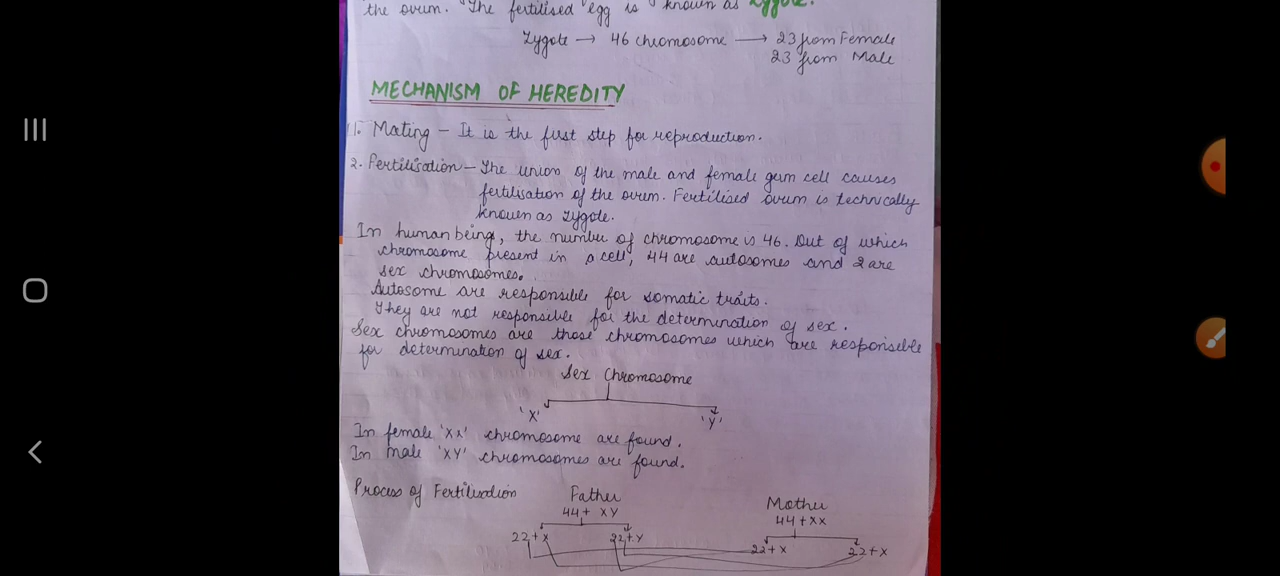 the ovum. The fertilised egg is known as Zygote.
Zygote → 46 chromosome → 23 from Female
23 from Male
MECHANISM OF HEREDITY
1. Mating - It is the first step for reproduction.
2. Fertilisation - The union of the male and female gum cell causes
fertilisation of the ovum. Fertilised ovum is technically
known as zygote.
In human being, the number of chromosome is 46. Out of which
chromosome present in a cell, 44 are autosomes and 2 are
sex chromosomes.
Autosome are responsible for somatic traits.
They are not responsible for the determination of sex.
Sex chromosomes are those chromosomes which are responsible
for determination of sex.
Sex Chromosome
'X' 'Y'
In female 'XX' chromosome are found.
In male 'XY' chromosomes are found.
Process of Fertilisation Father Mother
44 + XY 44 + XX
22 + X 22 + Y 22 + X 22 + X